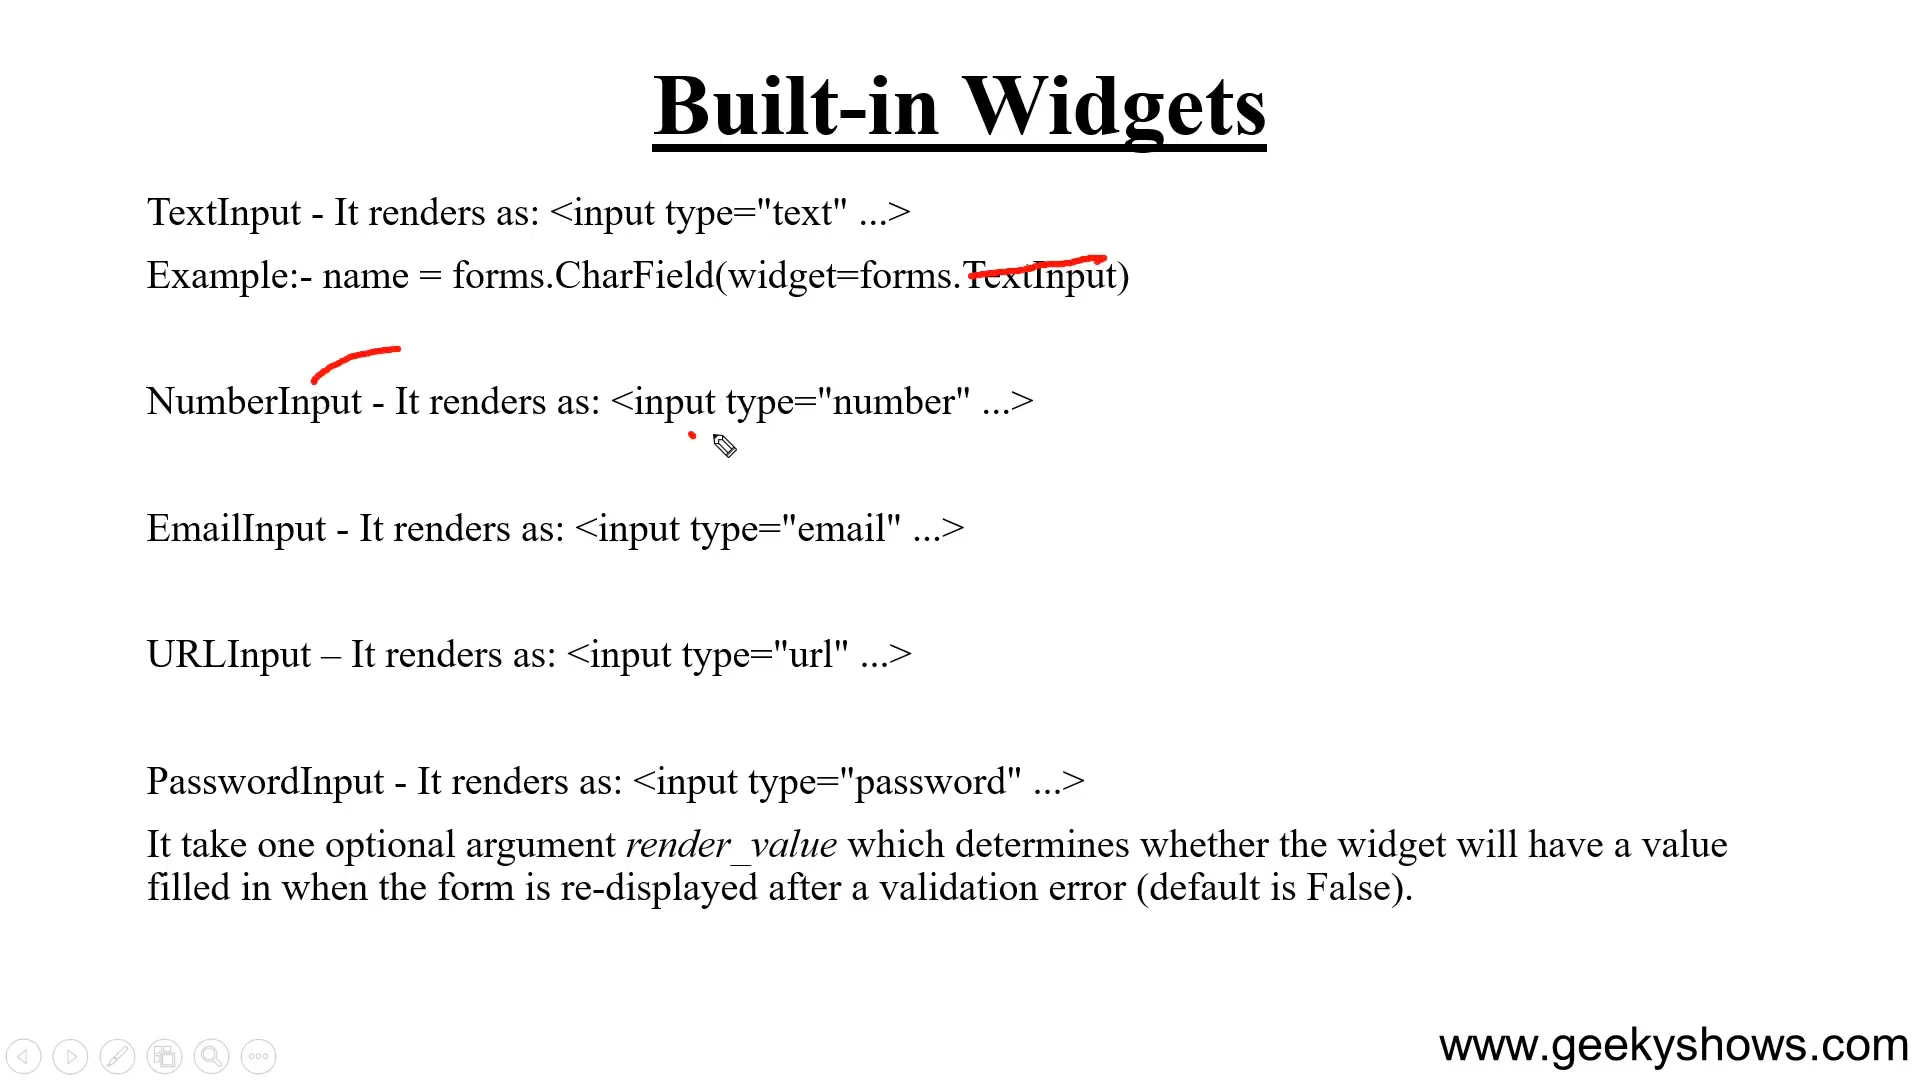 Built-in Widgets
TextInput - It renders as: <input type="text" ...>
Example:- name = forms.CharField(widget=forms.TextInput)
NumberInput - It renders as: <input type="number" ...>
EmailInput - It renders as: <input type="email" ...>
URLInput – It renders as: <input type="url" ...>
PasswordInput - It renders as: <input type="password" ...>
It take one optional argument render_value which determines whether the widget will have a value
filled in when the form is re-displayed after a validation error (default is False).
www.geekyshows.com